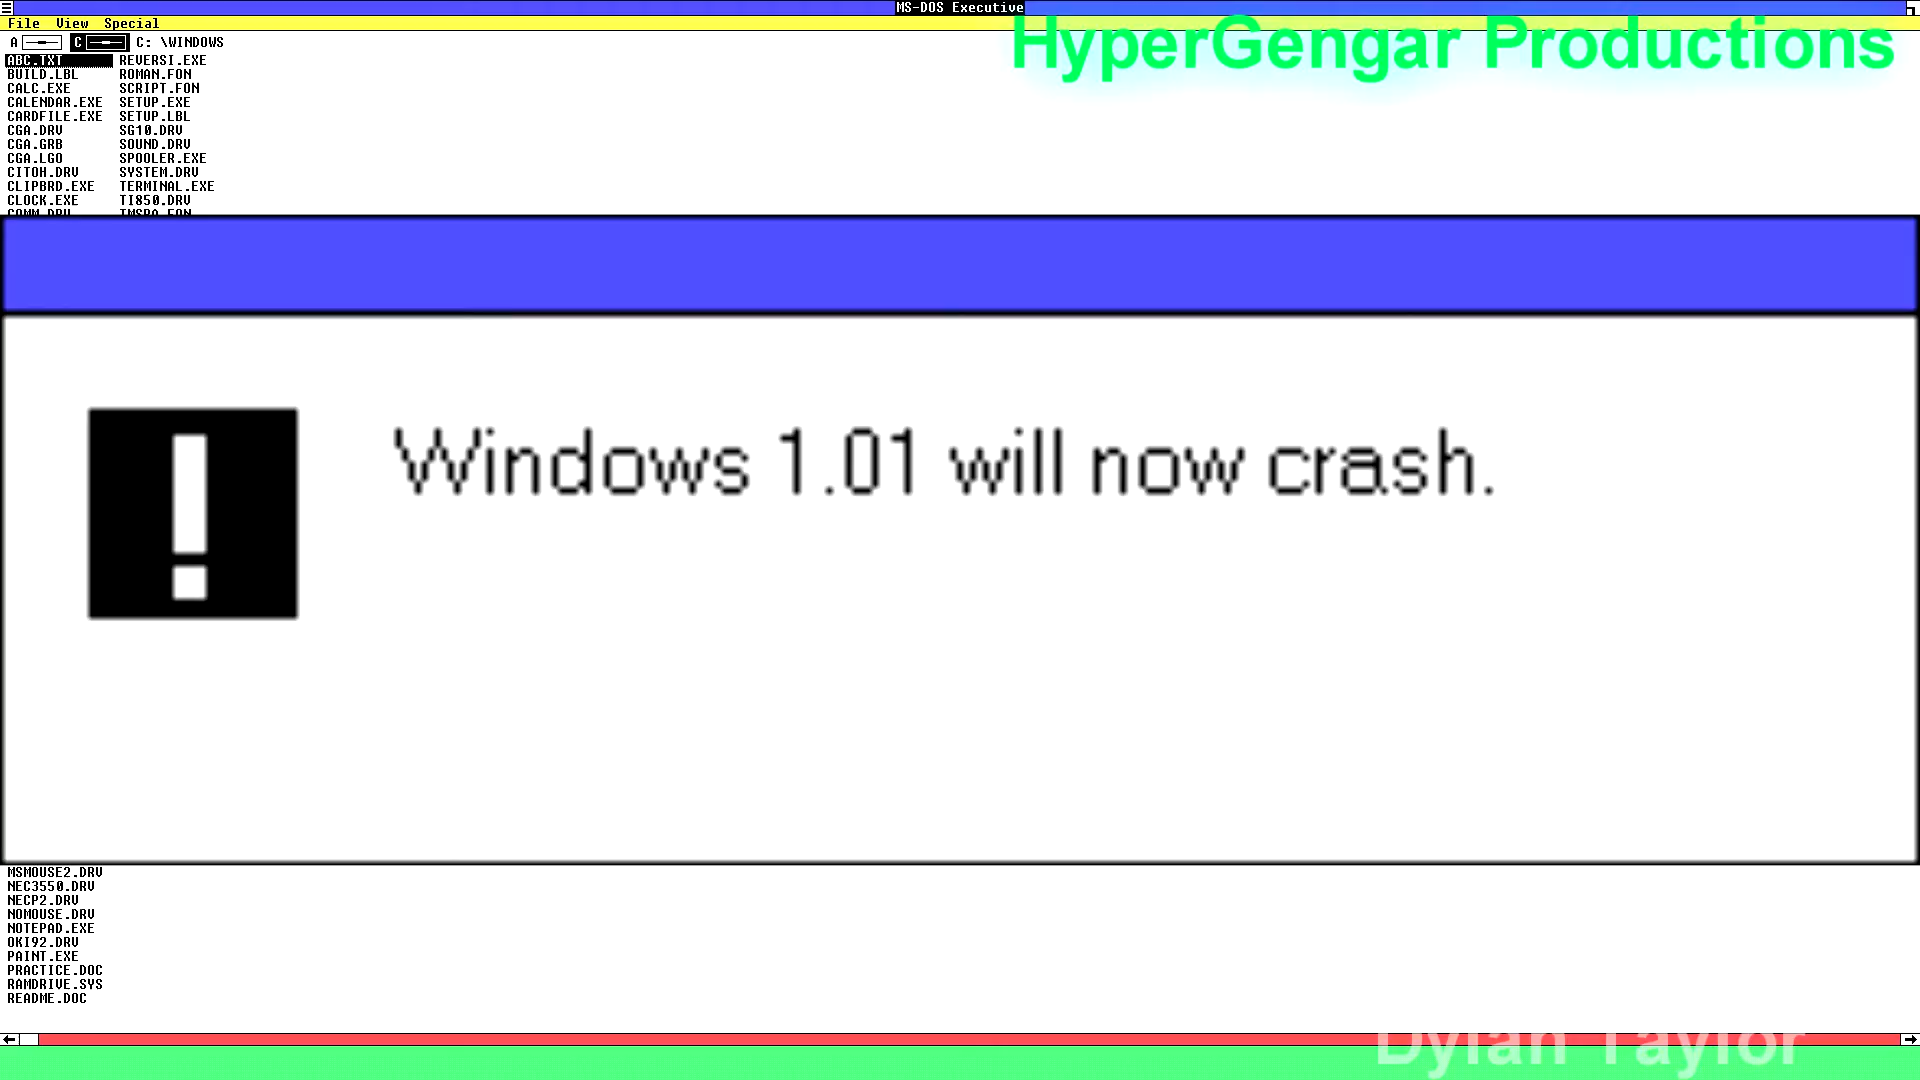 MS-DOS Executive
File View Special
HyperGengar Productions
A C C: \WINDOWS
ABC.TXT REVERSI.EXE
BUILD.LBL ROMAN.FON
CALC.EXE SCRIPT.FON
CALENDAR.EXE SETUP.EXE
CARDFILE.EXE SETUP.LBL
CGA.DRV SG10.DRV
CGA.GRB SOUND.DRV
CGA.LGO SPOOLER.EXE
CITOH.DRV SYSTEM.DRV
CLIPBRD.EXE TERMINAL.EXE
CLOCK.EXE TI850.DRV
COMM.DRV TMSRA.FON
Windows 1.01 will now crash.
MSMOUSE2.DRV
NEC3550.DRV
NECP2.DRV
NOMOUSE.DRV
NOTEPAD.EXE
OKI92.DRV
PAINT.EXE
PRACTICE.DOC
RAMDRIVE.SYS
README.DOC
Dylan Taylor